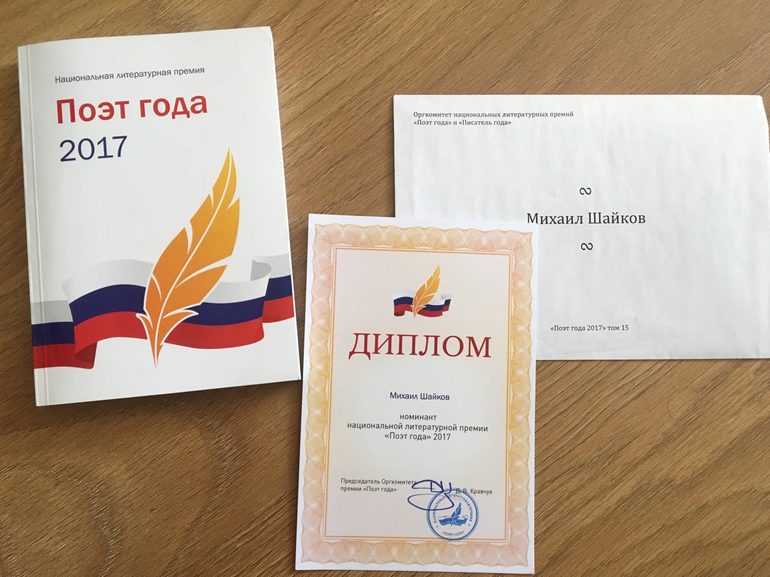 Национальная литературная премия
Поэт года
2017
Оргкомитет национальных литературных премий
«Поэт года» и «Писатель года»
Михаил Шайков
«Поэт года 2017» том 15
ДИПЛОМ
Михаил Шайков
номинант
национальной литературной премии
«Поэт года» 2017
Председатель Оргкомитета
премии «Поэт года»
Д. В. Кравчук